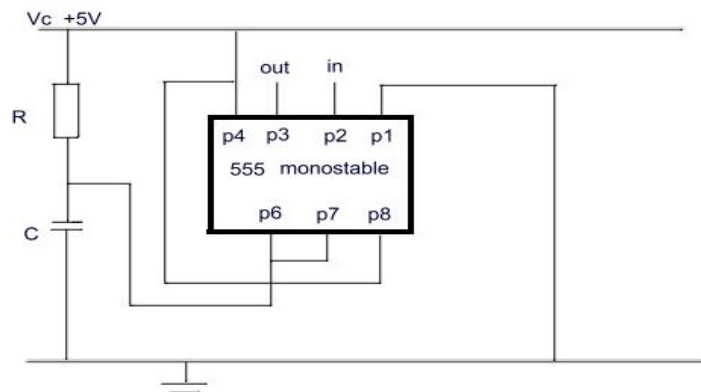 Vc +5V
out in
R
p4 p3 p2 p1
555 monostable
p6 p7 p8
C